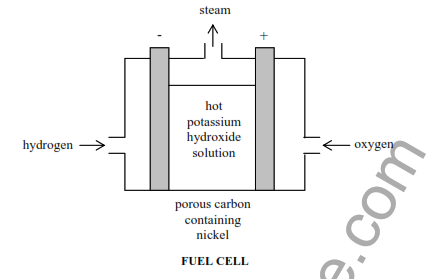 steam
-
+
hot
potassium
hydroxide
solution
hydrogen
oxygen
porous carbon
containing
nickel
FUEL CELL
e.com